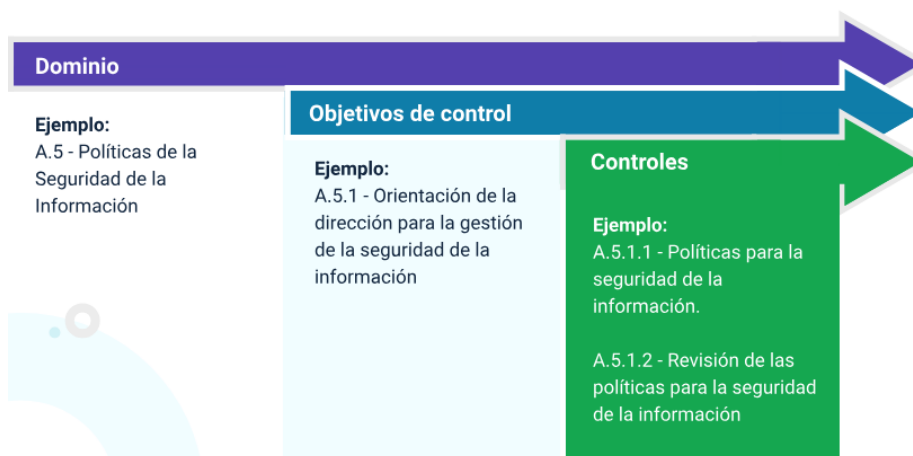 Dominio
Ejemplo:
A.5 - Políticas de la
Seguridad de la
Información
Objetivos de control
Ejemplo:
A.5.1 - Orientación de la
dirección para la gestión
de la seguridad de la
información
Controles
Ejemplo:
A.5.1.1 - Políticas para la
seguridad de la
información.
A.5.1.2 - Revisión de las
políticas para la seguridad
de la información